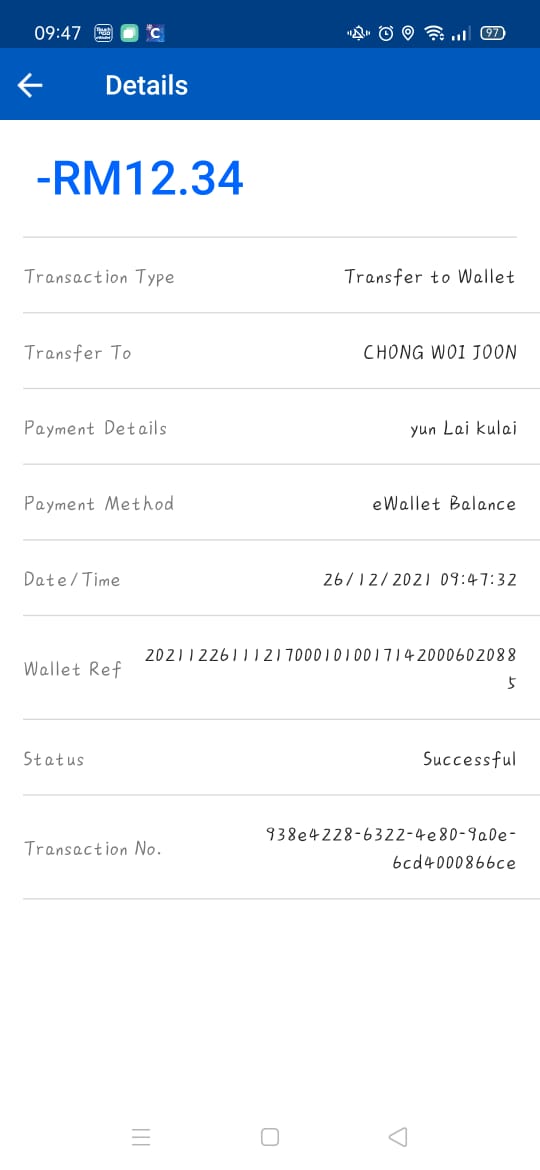 09:47
97
Details
-RM12.34
Transaction Type
Transfer to Wallet
Transfer To
CHONG WOI JOON
Payment Details
yun Lai kulai
Payment Method
eWallet Balance
Date/Time
26/12/2021 09:47:32
Wallet Ref
202112261112170001010017142000602088
5
Status
Successful
Transaction No.
938e4228-6322-4e80-9a0e-
6cd4000866ce